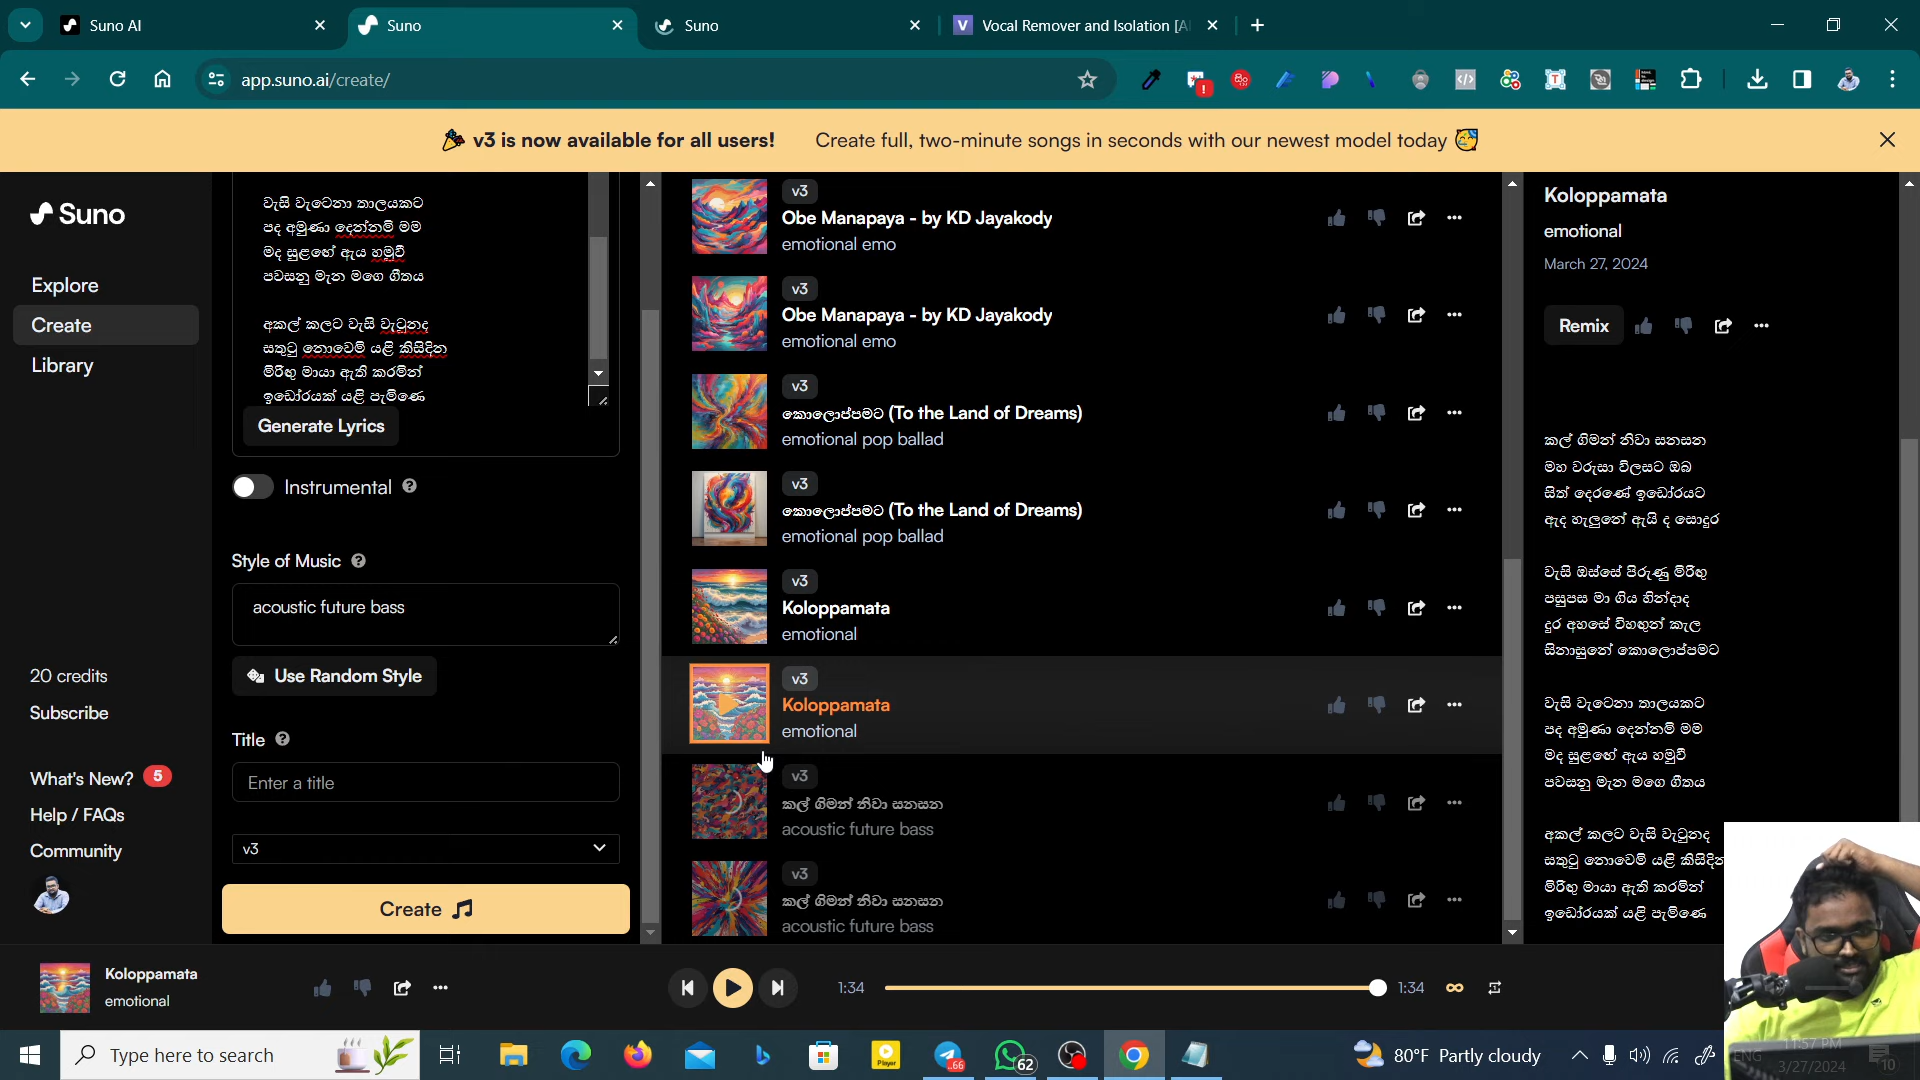 Suno AI
Suno
Suno
Vocal Remover and Isolation [A
app.suno.ai/create/
v3 is now available for all users! Create full, two-minute songs in seconds with our newest model today
Suno
Explore
Create
Library
20 credits
Subscribe
What's New? 5
Help / FAQs
Community
වැසි වැටෙනා තාලයකට
පද අමුණා දෙන්නම් මම
මද සුළඟේ ඇය හමුවී
පවසනු මැන මගෙ ගීතය
අකල් කලට වැසි වැටුනද
සතුටු නොවෙම් යළි කිසිදින
මිරිඟු මායා ඇති කරමින්
ඉඩෝරයක් යළි පැමිණෙ
Generate Lyrics
Instrumental
Style of Music
acoustic future bass
Use Random Style
Title
Enter a title
v3
Create
v3
Obe Manapaya - by KD Jayakody
emotional emo
v3
Obe Manapaya - by KD Jayakody
emotional emo
v3
කොලොප්පමට (To the Land of Dreams)
emotional pop ballad
v3
කොලොප්පමට (To the Land of Dreams)
emotional pop ballad
v3
Koloppamata
emotional
v3
Koloppamata
emotional
v3
කල් ගිමන් නිවා සනසන
acoustic future bass
v3
කල් ගිමන් නිවා සනසන
acoustic future bass
Koloppamata
emotional
March 27, 2024
Remix
කල් ගිමන් නිවා සනසන
මහ වරුසා විලසට ඔබ
සිත් දෙරණේ ඉඩෝරයට
ඇද හැලුනේ ඇයි ද සොදුර
වැසි ඔස්සේ පිරුණු මිරිඟු
පසුපස මා ගිය හින්දාද
දුර අහසේ විහඟුන් කැල
සිනාසුනේ කොලොප්පමට
වැසි වැටෙනා තාලයකට
පද අමුණා දෙන්නම් මම
මද සුළඟේ ඇය හමුවී
පවසනු මැන මගෙ ගීතය
අකල් කලට වැසි වැටුනද
සතුටු නොවෙම් යළි කිසිදින
මිරිඟු මායා ඇති කරමින්
ඉඩෝරයක් යළි පැමිණෙ
Koloppamata
emotional
1:34
1:34
Type here to search
Player
66
62
80°F Partly cloudy
ENG
11:57 PM
3/27/2024
10